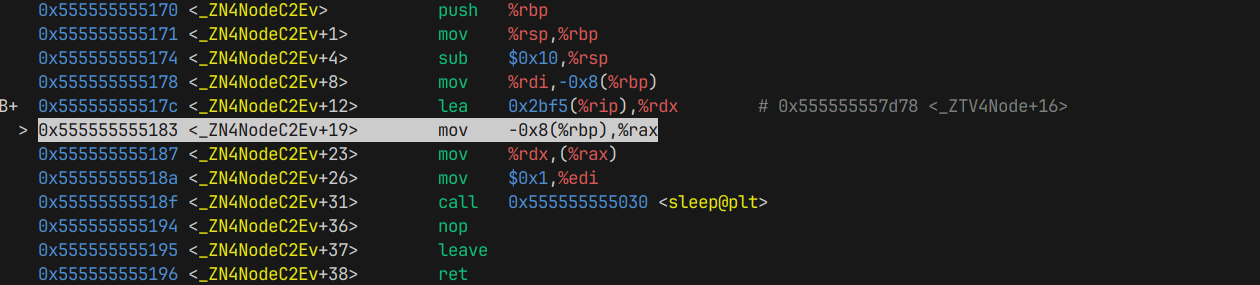 0x555555555170 <_ZN4NodeC2Ev> push %rbp
0x555555555171 <_ZN4NodeC2Ev+1> mov %rsp,%rbp
0x555555555174 <_ZN4NodeC2Ev+4> sub $0x10,%rsp
0x555555555178 <_ZN4NodeC2Ev+8> mov %rdi,-0x8(%rbp)
B+ 0x55555555517c <_ZN4NodeC2Ev+12> lea 0x2bf5(%rip),%rdx # 0x555555557d78 <_ZTV4Node+16>
> 0x555555555183 <_ZN4NodeC2Ev+19> mov -0x8(%rbp),%rax
0x555555555187 <_ZN4NodeC2Ev+23> mov %rdx,(%rax)
0x55555555518a <_ZN4NodeC2Ev+26> mov $0x1,%edi
0x55555555518f <_ZN4NodeC2Ev+31> call 0x555555555030 <sleep@plt>
0x555555555194 <_ZN4NodeC2Ev+36> nop
0x555555555195 <_ZN4NodeC2Ev+37> leave
0x555555555196 <_ZN4NodeC2Ev+38> ret